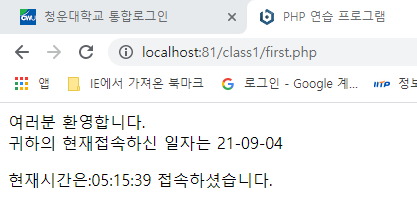 CWU 청운대학교 통합로그인
PHP 연습 프로그램
localhost:81/class1/first.php
앱 IE에서 가져온 북마크 로그인 - Google 계... IITP 정보
여러분 환영합니다.
귀하의 현재접속하신 일자는 21-09-04
현재시간은:05:15:39 접속하셨습니다.